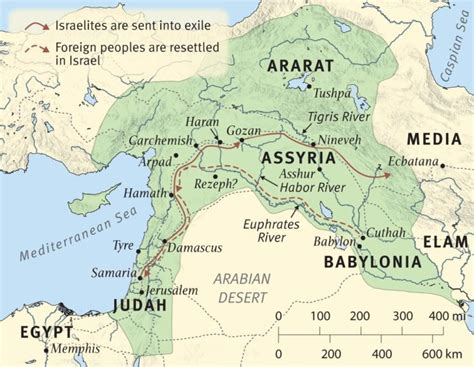 Israelites are sent into exile
Foreign peoples are resettled
in Israel
Caspian Sea
ARARAT
Tushpa
Tigris River
Haran
Gozan
Carchemish
Nineveh
MEDIA
Arpad
ASSYRIA
Ecbatana
Asshur
Rezeph?
Habor River
Hamath
Mediterranean Sea
Euphrates
River
Cuthah
ELAM
Tyre
Damascus
Babylon
BABYLONIA
Samaria
ARABIAN
DESERT
Jerusalem
JUDAH
EGYPT
Memphis
0 100 200 300 400 mi
0 200 400 600 km